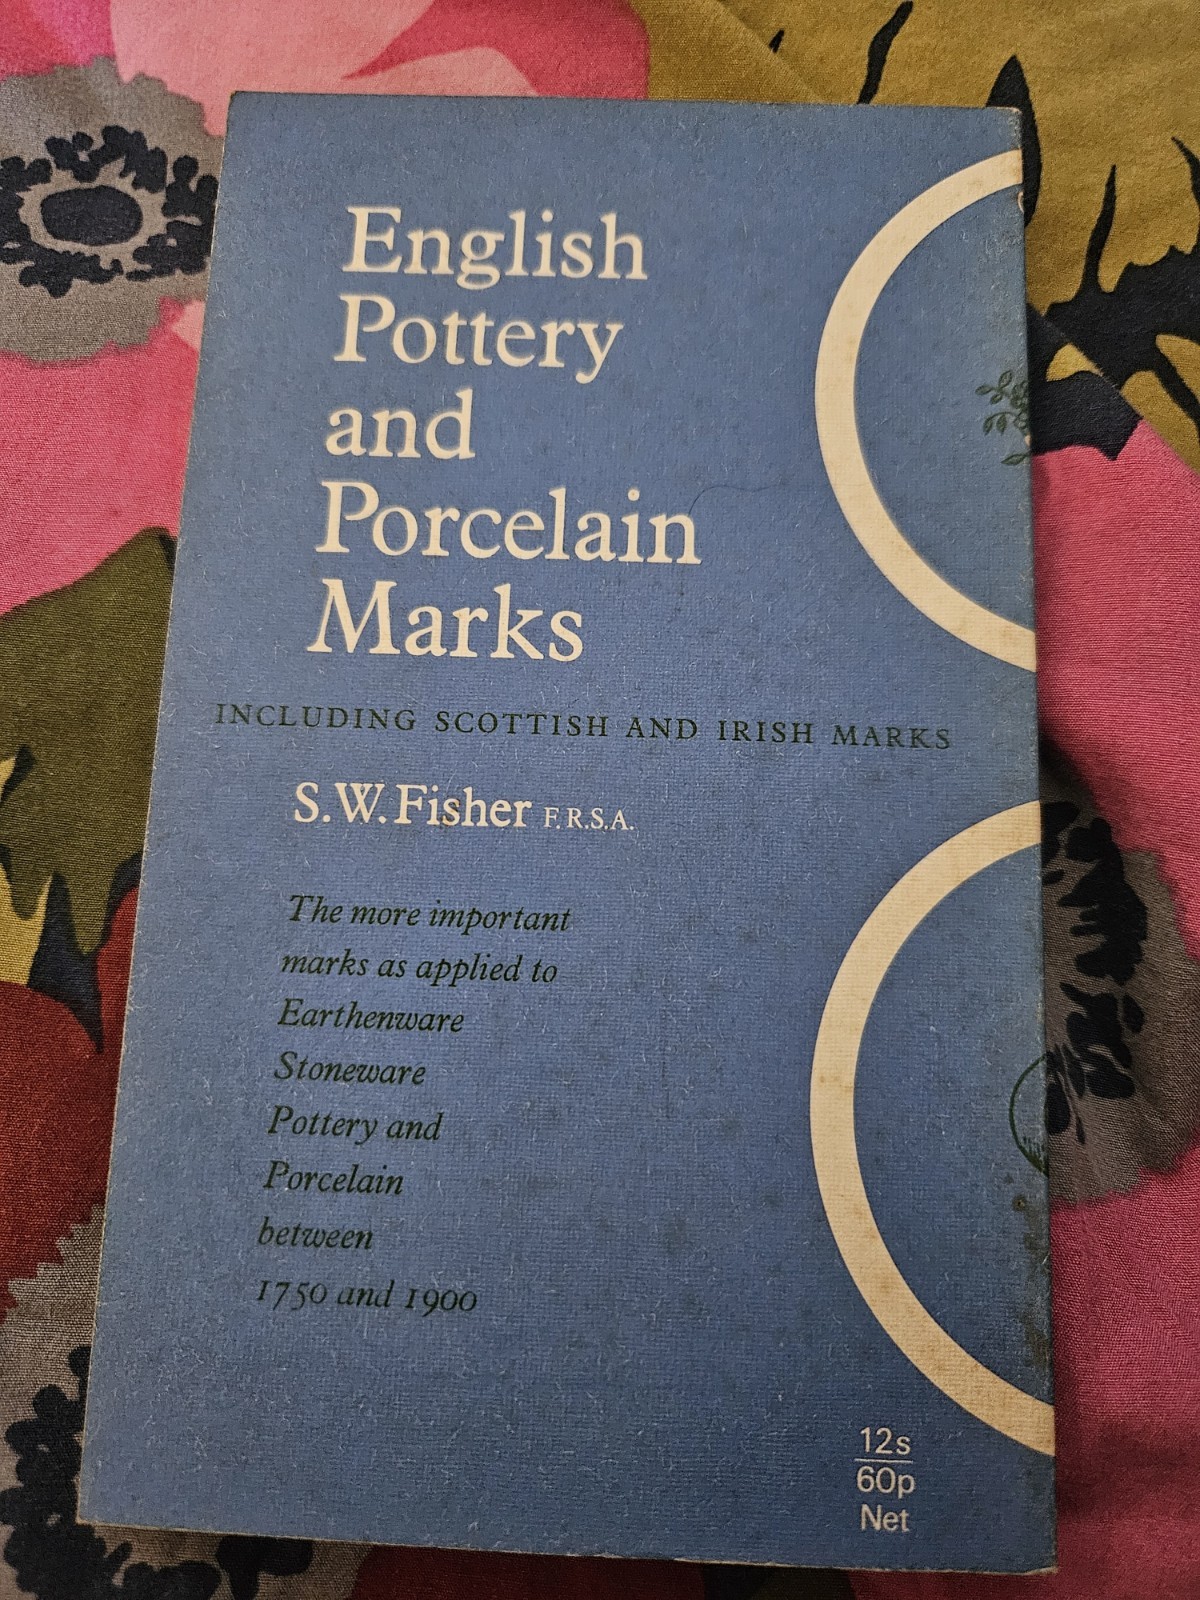 English
Pottery
and
Porcelain
Marks
INCLUDING SCOTTISH AND IRISH MARKS
S.W. Fisher F.R.S.A.
The more important
marks as applied to
Earthenware
Stoneware
Pottery and
Porcelain
between
1750 and 1900
12s
60p
Net